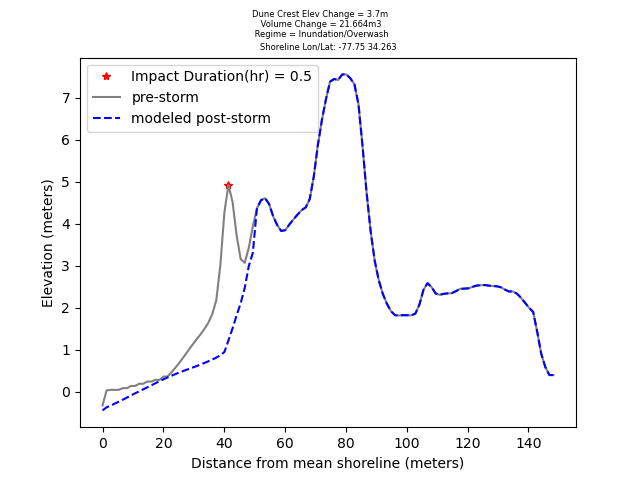 Dune Crest Elev Change = 3.7m
Volume Change = 21.664m3
Regime = Inundation/Overwash
Shoreline Lon/Lat: -77.75 34.263
Impact Duration(hr) = 0.5
pre-storm
modeled post-storm
Elevation (meters)
7
6
5
4
3
2
1
0
0 20 40 60 80 100 120 140
Distance from mean shoreline (meters)